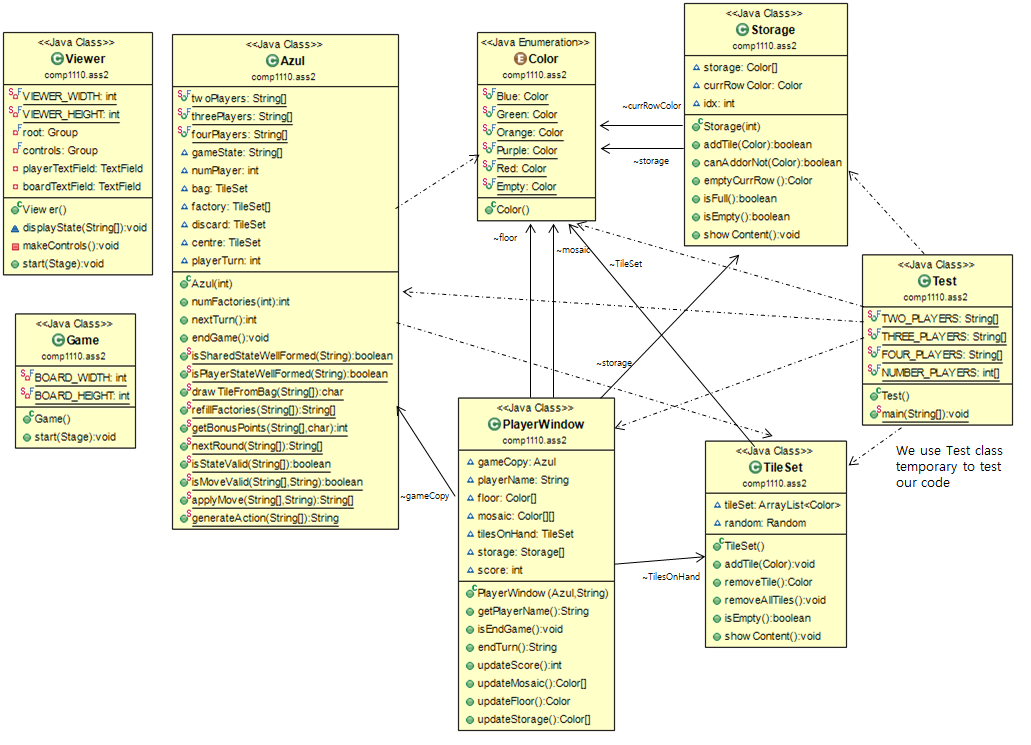 <<Java Class>>
Viewer
comp1110.ass2
VIEWER_WIDTH: int
VIEWER_HEIGHT: int
root: Group
controls: Group
playerTextField: TextField
boardTextField: TextField
Viewer()
displayState(String[]):void
makeControls():void
start(Stage):void
<<Java Class>>
Game
comp1110.ass2
BOARD_WIDTH: int
BOARD_HEIGHT: int
Game()
start(Stage):void
<<Java Class>>
Azul
comp1110.ass2
twoPlayers: String[]
threePlayers: String[]
fourPlayers: String[]
gameState: String[]
numPlayer: int
bag: TileSet
factory: TileSet[]
discard: TileSet
centre: TileSet
playerTurn: int
Azul(int)
numFactories(int):int
nextTurn():int
endGame():void
isSharedStateWellFormed(String):boolean
isPlayerStateWellFormed(String):boolean
drawTileFromBag(String[]):char
refillFactories(String[]):String[]
getBonusPoints(String[],char):int
nextRound(String[]):String[]
isStateValid(String[]):boolean
isMoveValid(String[],String):boolean
applyMove(String[],String):String[]
generateAction(String[]):String
<<Java Enumeration>>
Color
comp1110.ass2
Blue: Color
Green: Color
Orange: Color
Purple: Color
Red: Color
Empty: Color
Color()
<<Java Class>>
Storage
comp1110.ass2
storage: Color[]
currRowColor: Color
idx: int
Storage(int)
addTile(Color):boolean
canAddorNot(Color):boolean
emptyCurrRow():Color
isFull():boolean
isEmpty():boolean
showContent():void
~currRowColor
~storage
~floor
~mosaic
~TileSet
~storage
~gameCopy
~TilesOnHand
<<Java Class>>
Test
comp1110.ass2
TWO_PLAYERS: String[]
THREE_PLAYERS: String[]
FOUR_PLAYERS: String[]
NUMBER_PLAYERS: int[]
Test()
main(String[]):void
We use Test class
temporary to test
our code
<<Java Class>>
PlayerWindow
comp1110.ass2
gameCopy: Azul
playerName: String
floor: Color[]
mosaic: Color[][]
tilesOnHand: TileSet
storage: Storage[]
score: int
PlayerWindow(Azul,String)
getPlayerName():String
isEndGame():void
endTurn():String
updateScore():int
updateMosaic():Color[]
updateFloor():Color
updateStorage():Color[]
<<Java Class>>
TileSet
comp1110.ass2
tileSet: ArrayList<Color>
random: Random
TileSet()
addTile(Color):void
removeTile():Color
removeAllTiles():void
isEmpty():boolean
showContent():void